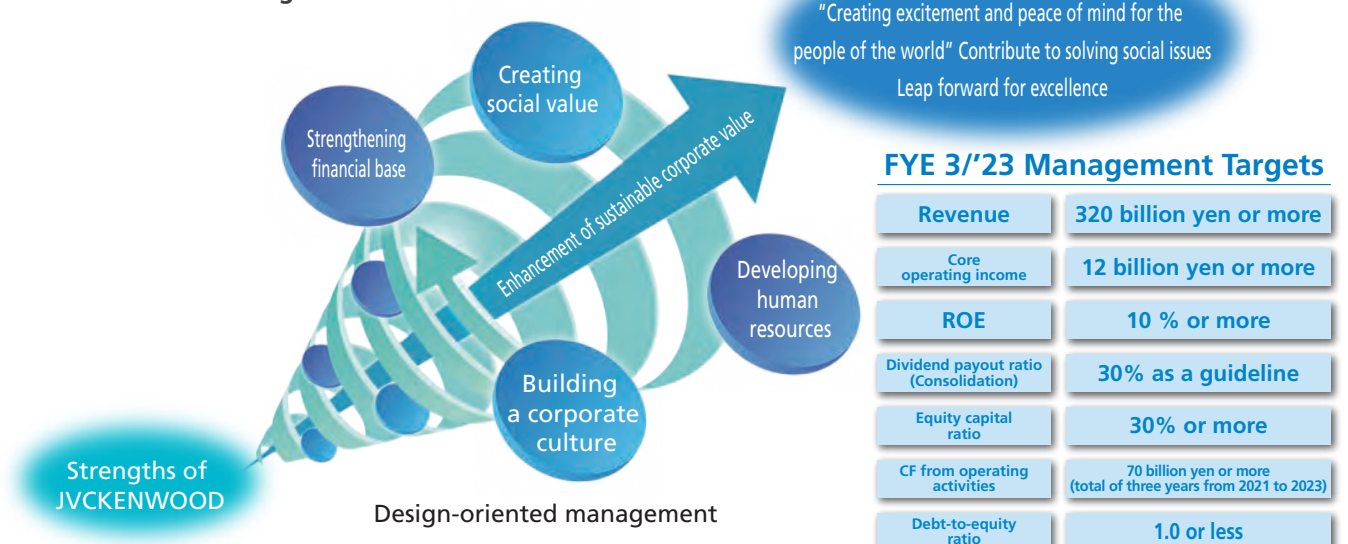 "Creating excitement and peace of mind for the
people of the world" Contribute to solving social issues
Leap forward for excellence
Creating
social value
Strengthening
financial base
Enhancement of sustainable corporate value
Developing
human
resources
Building
a corporate
culture
Strengths of
JVCKENWOOD
Design-oriented management
FYE 3/'23 Management Targets
Revenue
320 billion yen or more
Core
operating income
12 billion yen or more
ROE
10 % or more
Dividend payout ratio
(Consolidation)
30% as a guideline
Equity capital
ratio
30% or more
CF from operating
activities
70 billion yen or more
(total of three years from 2021 to 2023)
Debt-to-equity
ratio
1.0 or less